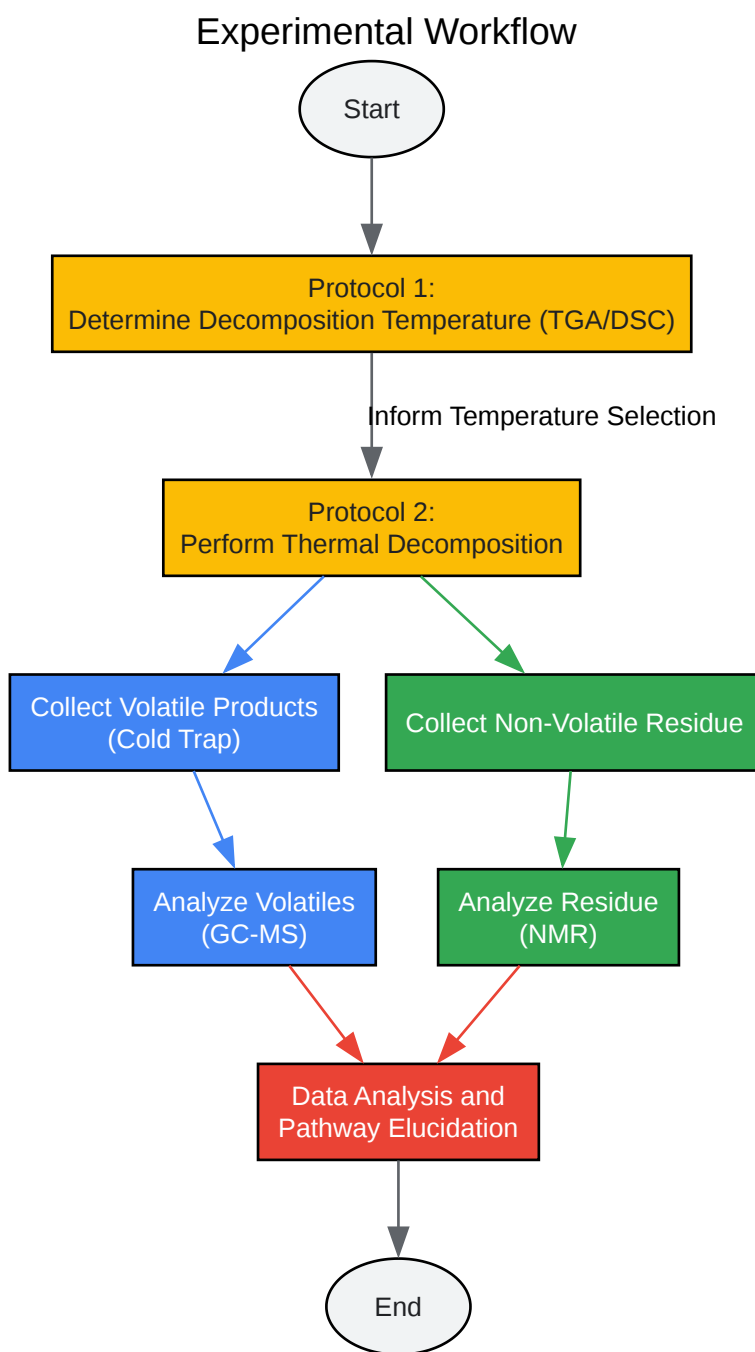 Experimental Workflow
Start
Protocol 1:
Determine Decomposition Temperature (TGA/DSC)
Inform Temperature Selection
Protocol 2:
Perform Thermal Decomposition
Collect Volatile Products
(Cold Trap)
Collect Non-Volatile Residue
Analyze Volatiles
(GC-MS)
Analyze Residue
(NMR)
Data Analysis and
Pathway Elucidation
End